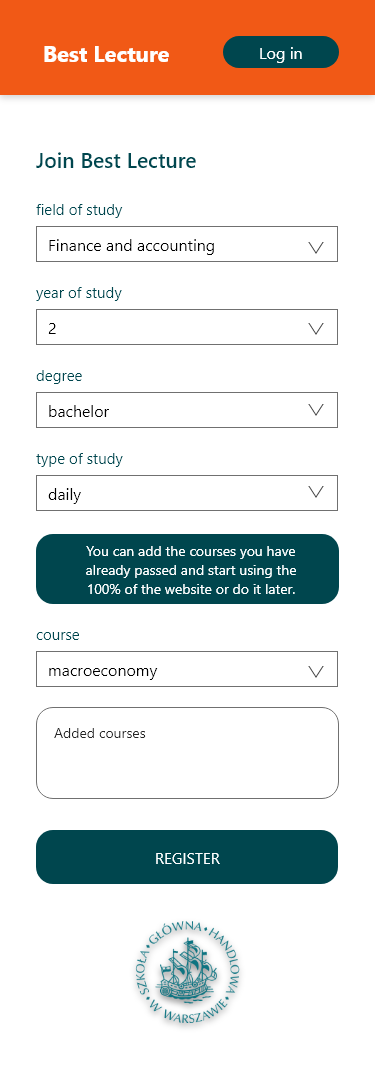 Best Lecture
Log in
Join Best Lecture
field of study
Finance and accounting
year of study
2
degree
bachelor
type of study
daily
You can add the courses you have
already passed and start using the
100% of the website or do it later.
course
macroeconomy
Added courses
REGISTER
SZKOŁA • GŁÓWNA • HANDLOWA
• W WARSZAWIE •